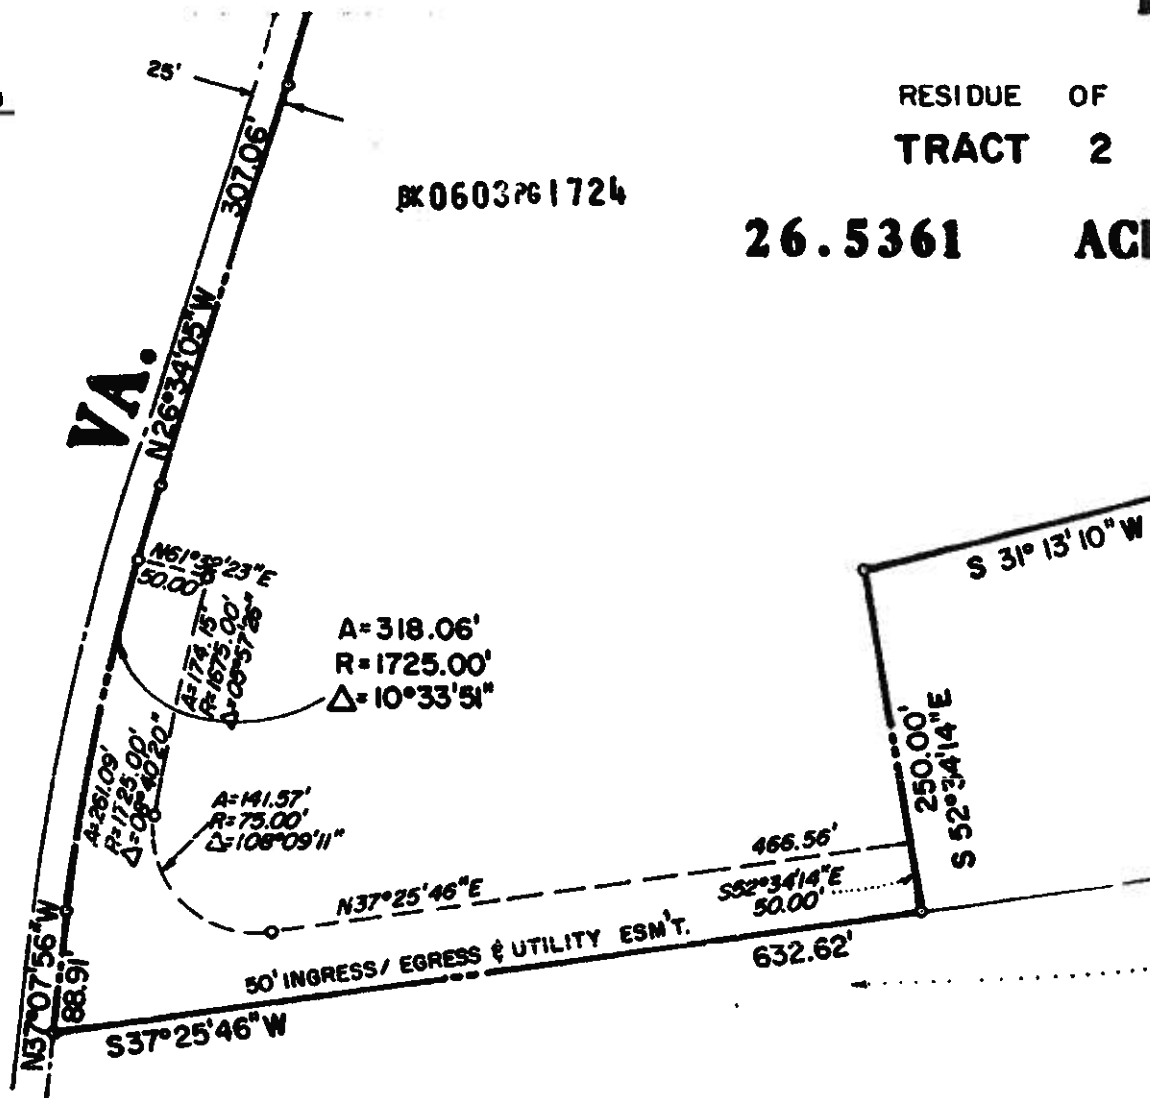 25'
RESIDUE OF
TRACT 2
26.5361
BK0603PG1724
307.06'
N26°34'05"W
VA.
S 31° 13' 10" W
N61°32'23"E
50.00'
A=174.15'
R=1675.00'
Δ=05°57'26"
A=318.06'
R=1725.00'
Δ=10°33'51"
250.00'
S 52°34'14"E
A=261.09'
R=1725.00'
Δ=08°40'20"
A=141.57'
R=75.00'
Δ=108°09'11"
466.56'
S52°34'14"E
50.00'
N37°25'46"E
50' INGRESS/ EGRESS & UTILITY ESM'T.
632.62'
N37°07'56"W
88.91'
S37°25'46"W